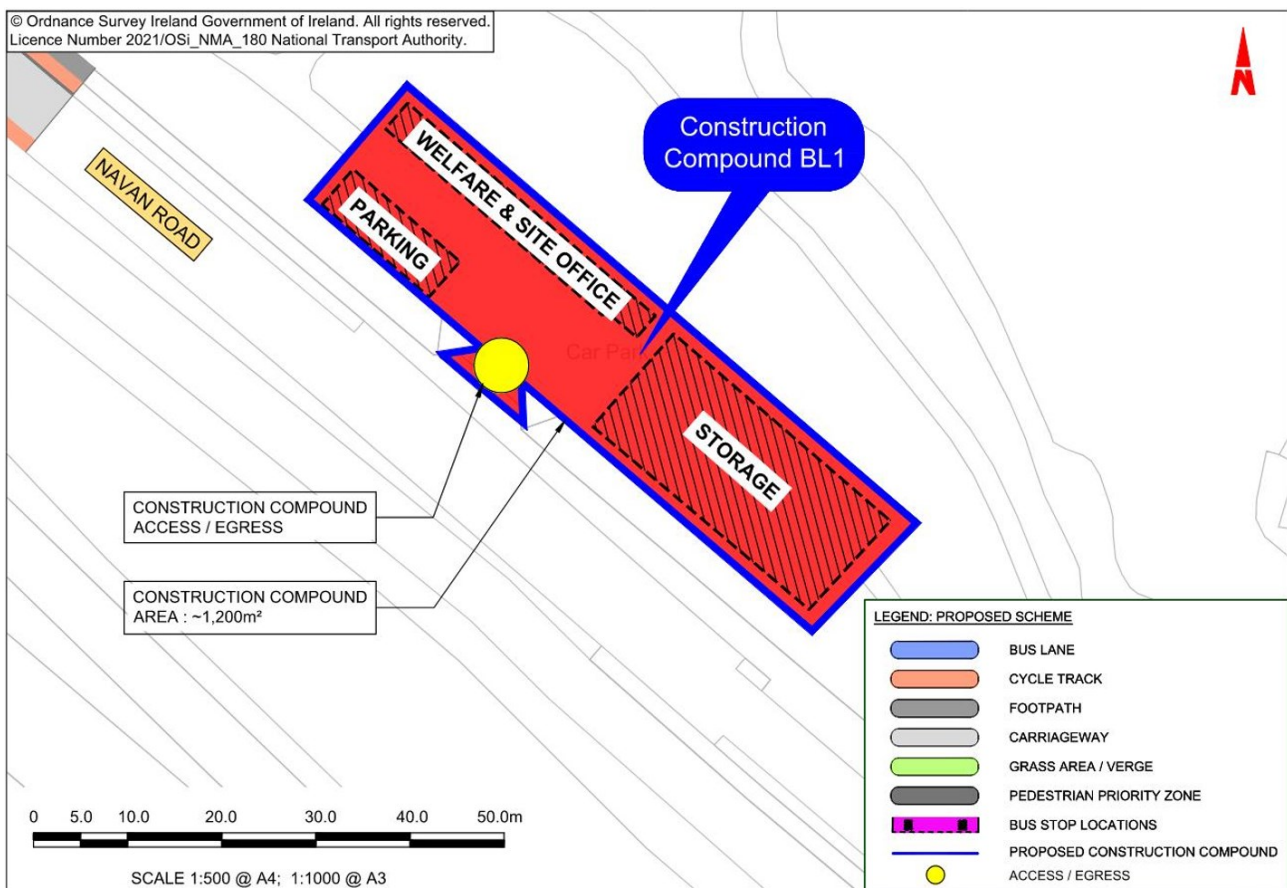 © Ordnance Survey Ireland Government of Ireland. All rights reserved.
Licence Number 2021/OSi_NMA_180 National Transport Authority.
N
NAVAN ROAD
WELFARE & SITE OFFICE
PARKING
Construction
Compound BL1
Car Park
STORAGE
CONSTRUCTION COMPOUND
ACCESS / EGRESS
CONSTRUCTION COMPOUND
AREA : ~1,200m²
0 5.0 10.0 20.0 30.0 40.0 50.0m
SCALE 1:500 @ A4; 1:1000 @ A3
LEGEND: PROPOSED SCHEME
BUS LANE
CYCLE TRACK
FOOTPATH
CARRIAGEWAY
GRASS AREA / VERGE
PEDESTRIAN PRIORITY ZONE
BUS STOP LOCATIONS
PROPOSED CONSTRUCTION COMPOUND
ACCESS / EGRESS